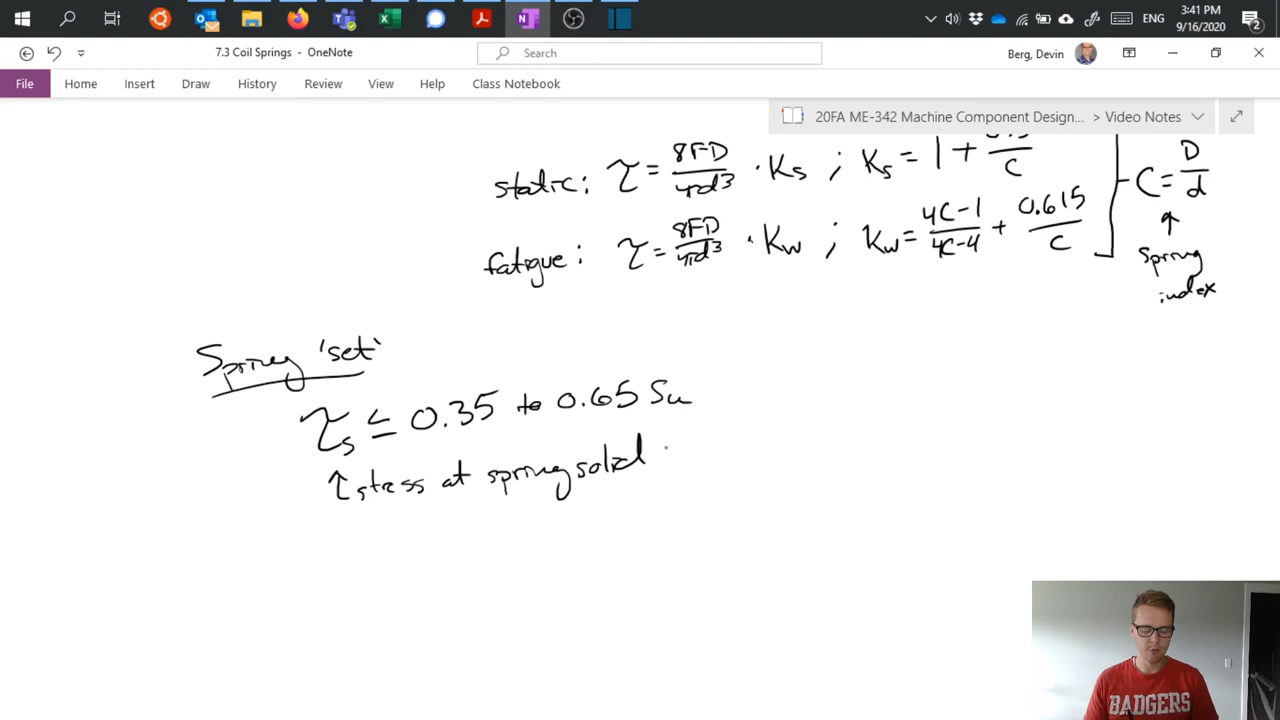 3:41 PM
ENG
9/16/2020
2
7.3 Coil Springs - OneNote
Search
Berg, Devin
File Home Insert Draw History Review View Help Class Notebook
20FA ME-342 Machine Component Design... > Video Notes
static: τ = 8FD/πd³ · Ks ; Ks = 1 + 0.5/C
C = D/d
fatigue: τ = 8FD/πd³ · Kw ; Kw = 4C-1/4C-4 + 0.615/C
↑
Spring
index
Spring 'set'
τs ≤ 0.35 to 0.65 Su
↑ stress at spring solid
BADGERS